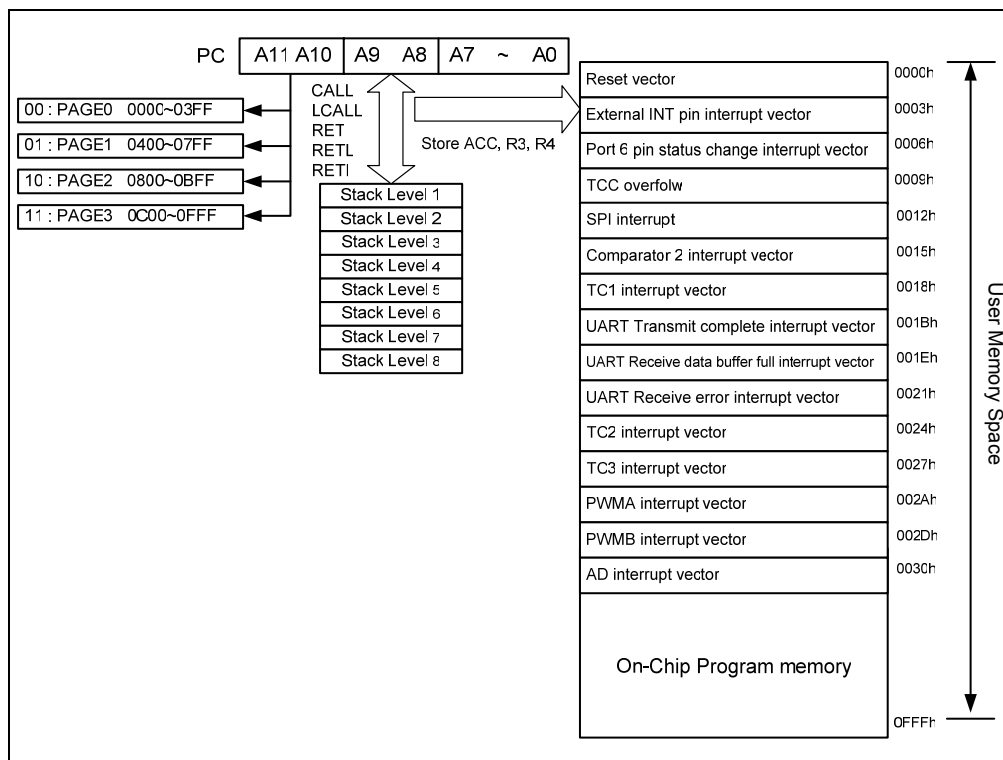 PC A11 A10 A9 A8 A7 ~ A0
00 : PAGE0 0000~03FF
01 : PAGE1 0400~07FF
10 : PAGE2 0800~0BFF
11 : PAGE3 0C00~0FFF
CALL
LCALL
RET
RETL
RETI
Store ACC, R3, R4
Stack Level 1
Stack Level 2
Stack Level 3
Stack Level 4
Stack Level 5
Stack Level 6
Stack Level 7
Stack Level 8
Reset vector 0000h
External INT pin interrupt vector 0003h
Port 6 pin status change interrupt vector 0006h
TCC overfolw 0009h
SPI interrupt 0012h
Comparator 2 interrupt vector 0015h
TC1 interrupt vector 0018h
UART Transmit complete interrupt vector 001Bh
UART Receive data buffer full interrupt vector 001Eh
UART Receive error interrupt vector 0021h
TC2 interrupt vector 0024h
TC3 interrupt vector 0027h
PWMA interrupt vector 002Ah
PWMB interrupt vector 002Dh
AD interrupt vector 0030h
On-Chip Program memory
0FFFh
User Memory Space